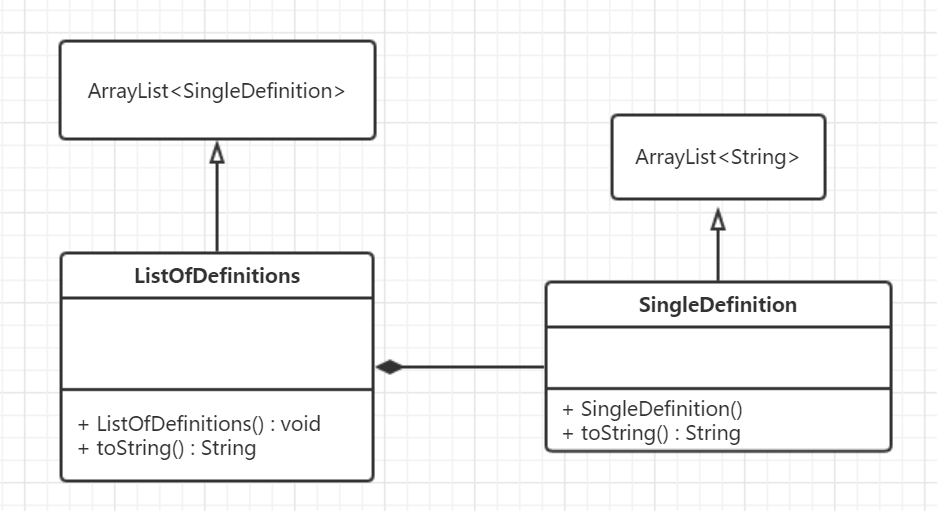 ArrayList<SingleDefinition>
ArrayList<String>
ListOfDefinitions
+ ListOfDefinitions() : void
+ toString() : String
SingleDefinition
+ SingleDefinition()
+ toString() : String